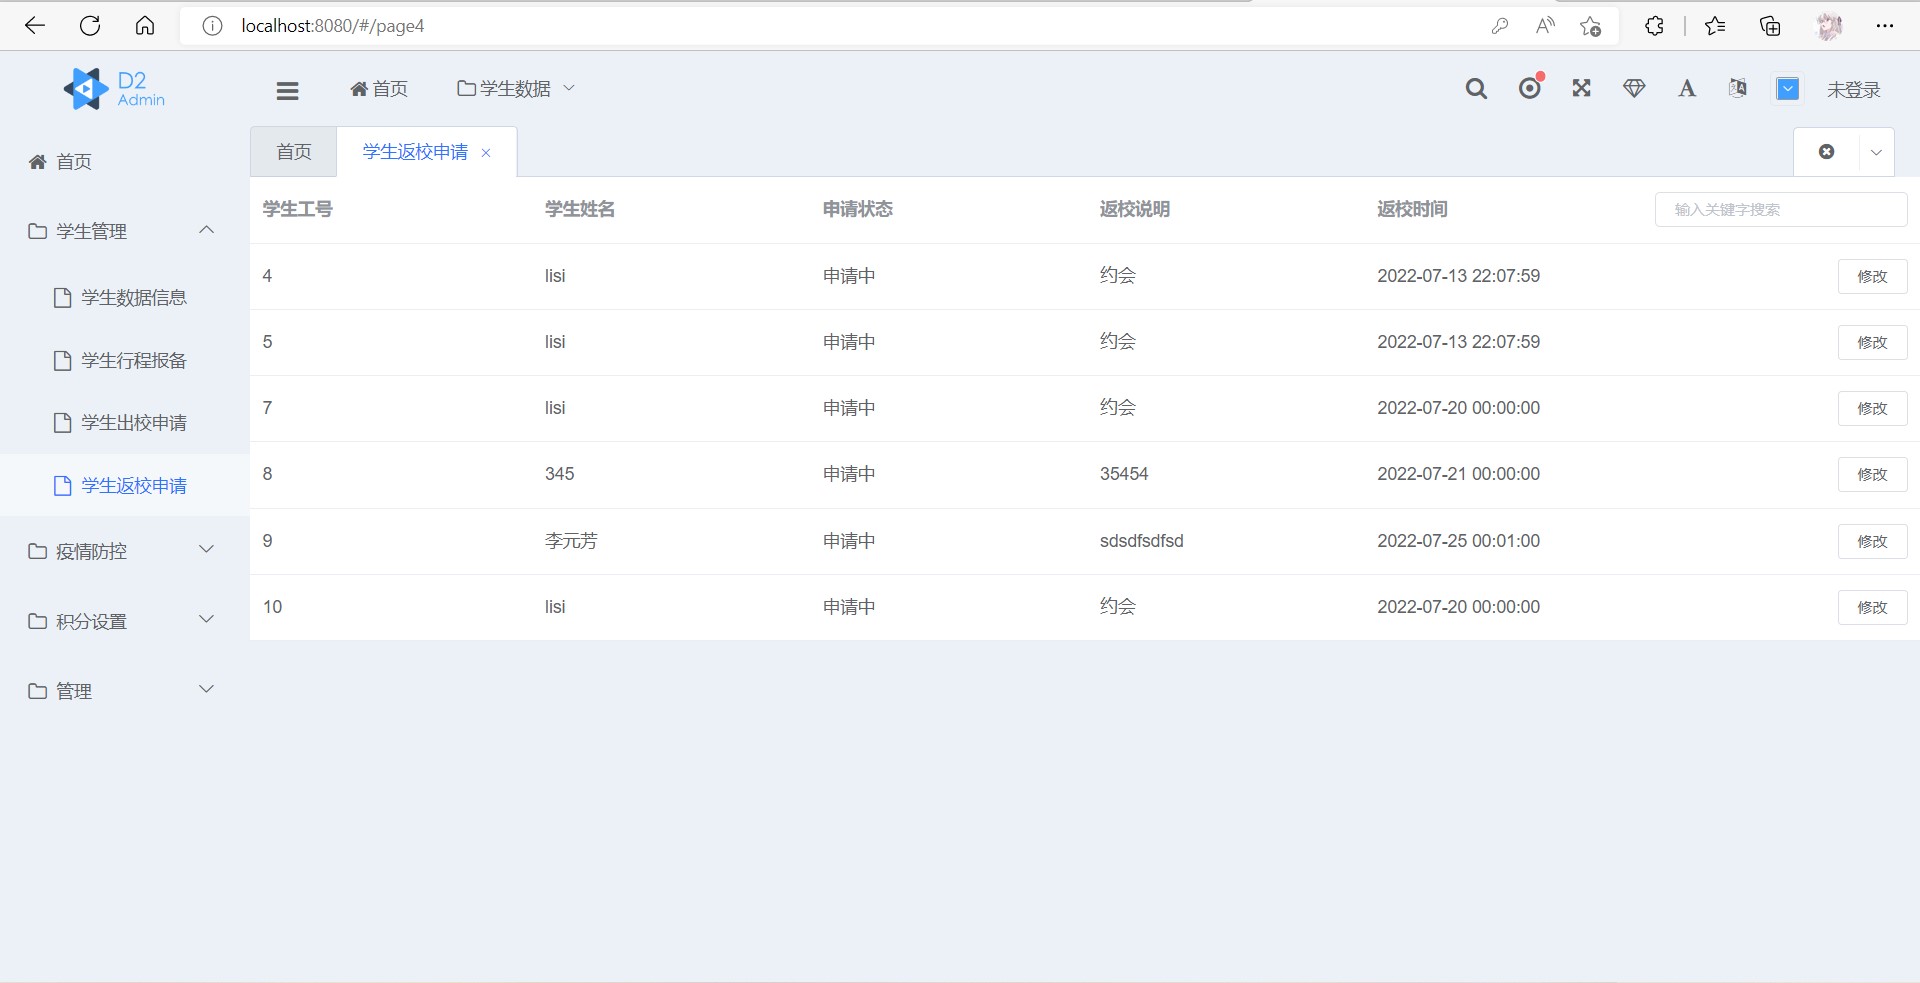 localhost:8080/#/page4
D2
Admin
首页
学生数据
未登录
首页
学生管理
学生数据信息
学生行程报备
学生出校申请
学生返校申请
疫情防控
积分设置
管理
首页
学生返校申请
学生工号 学生姓名 申请状态 返校说明 返校时间 输入关键字搜索
4 lisi 申请中 约会 2022-07-13 22:07:59 修改
5 lisi 申请中 约会 2022-07-13 22:07:59 修改
7 lisi 申请中 约会 2022-07-20 00:00:00 修改
8 345 申请中 35454 2022-07-21 00:00:00 修改
9 李元芳 申请中 sdsdfsdfsd 2022-07-25 00:01:00 修改
10 lisi 申请中 约会 2022-07-20 00:00:00 修改